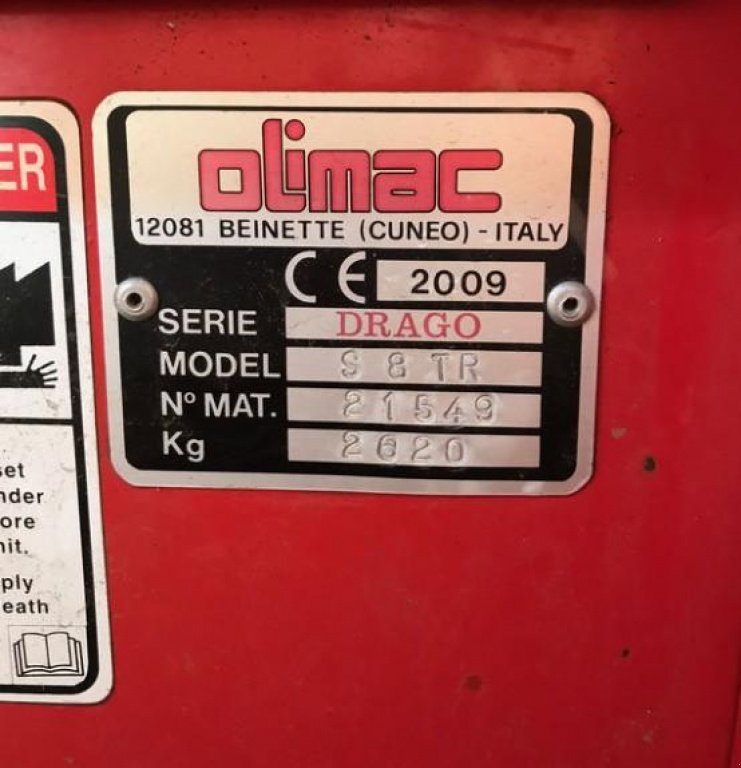 ER
set
nder
ore
nit.
ply
eath
olimac
12081 BEINETTE (CUNEO) - ITALY
CE 2009
SERIE DRAGO
MODEL S 8 TR
Nº MAT. 21549
Kg 2620